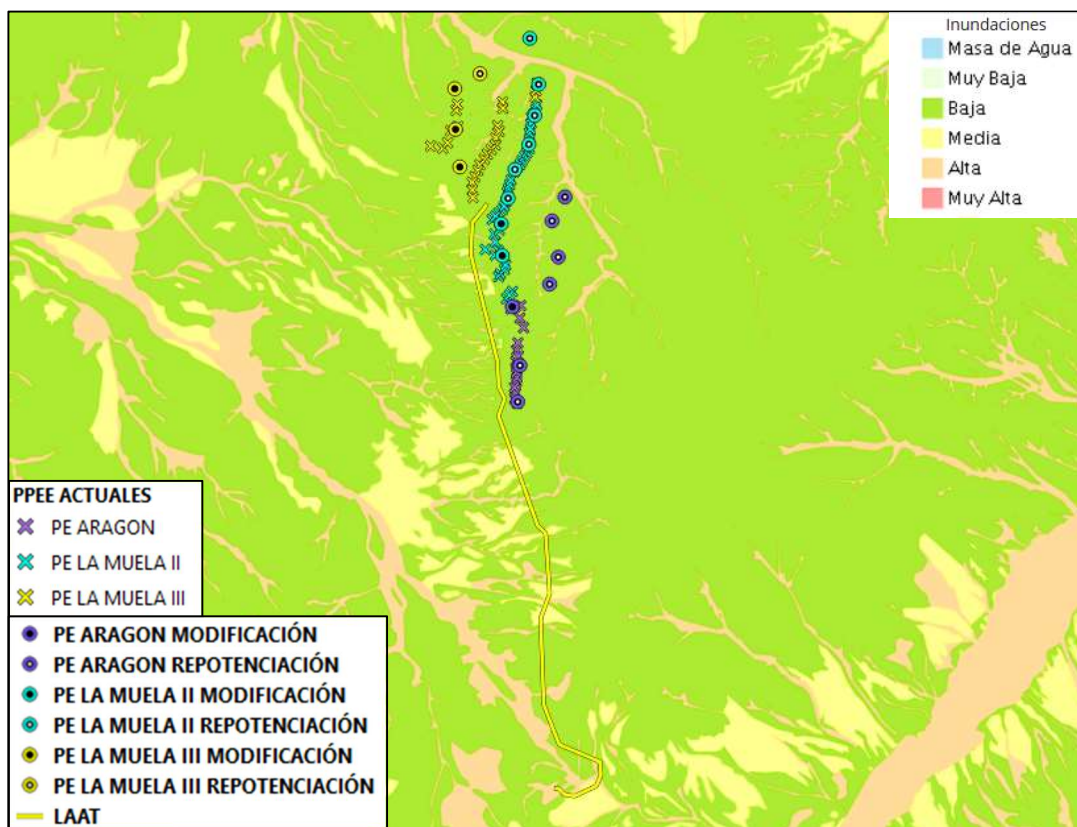 Inundaciones
Masa de Agua
Muy Baja
Baja
Media
Alta
Muy Alta
PPEE ACTUALES
PE ARAGON
PE LA MUELA II
PE LA MUELA III
PE ARAGON MODIFICACIÓN
PE ARAGON REPOTENCIACIÓN
PE LA MUELA II MODIFICACIÓN
PE LA MUELA II REPOTENCIACIÓN
PE LA MUELA III MODIFICACIÓN
PE LA MUELA III REPOTENCIACIÓN
LAAT